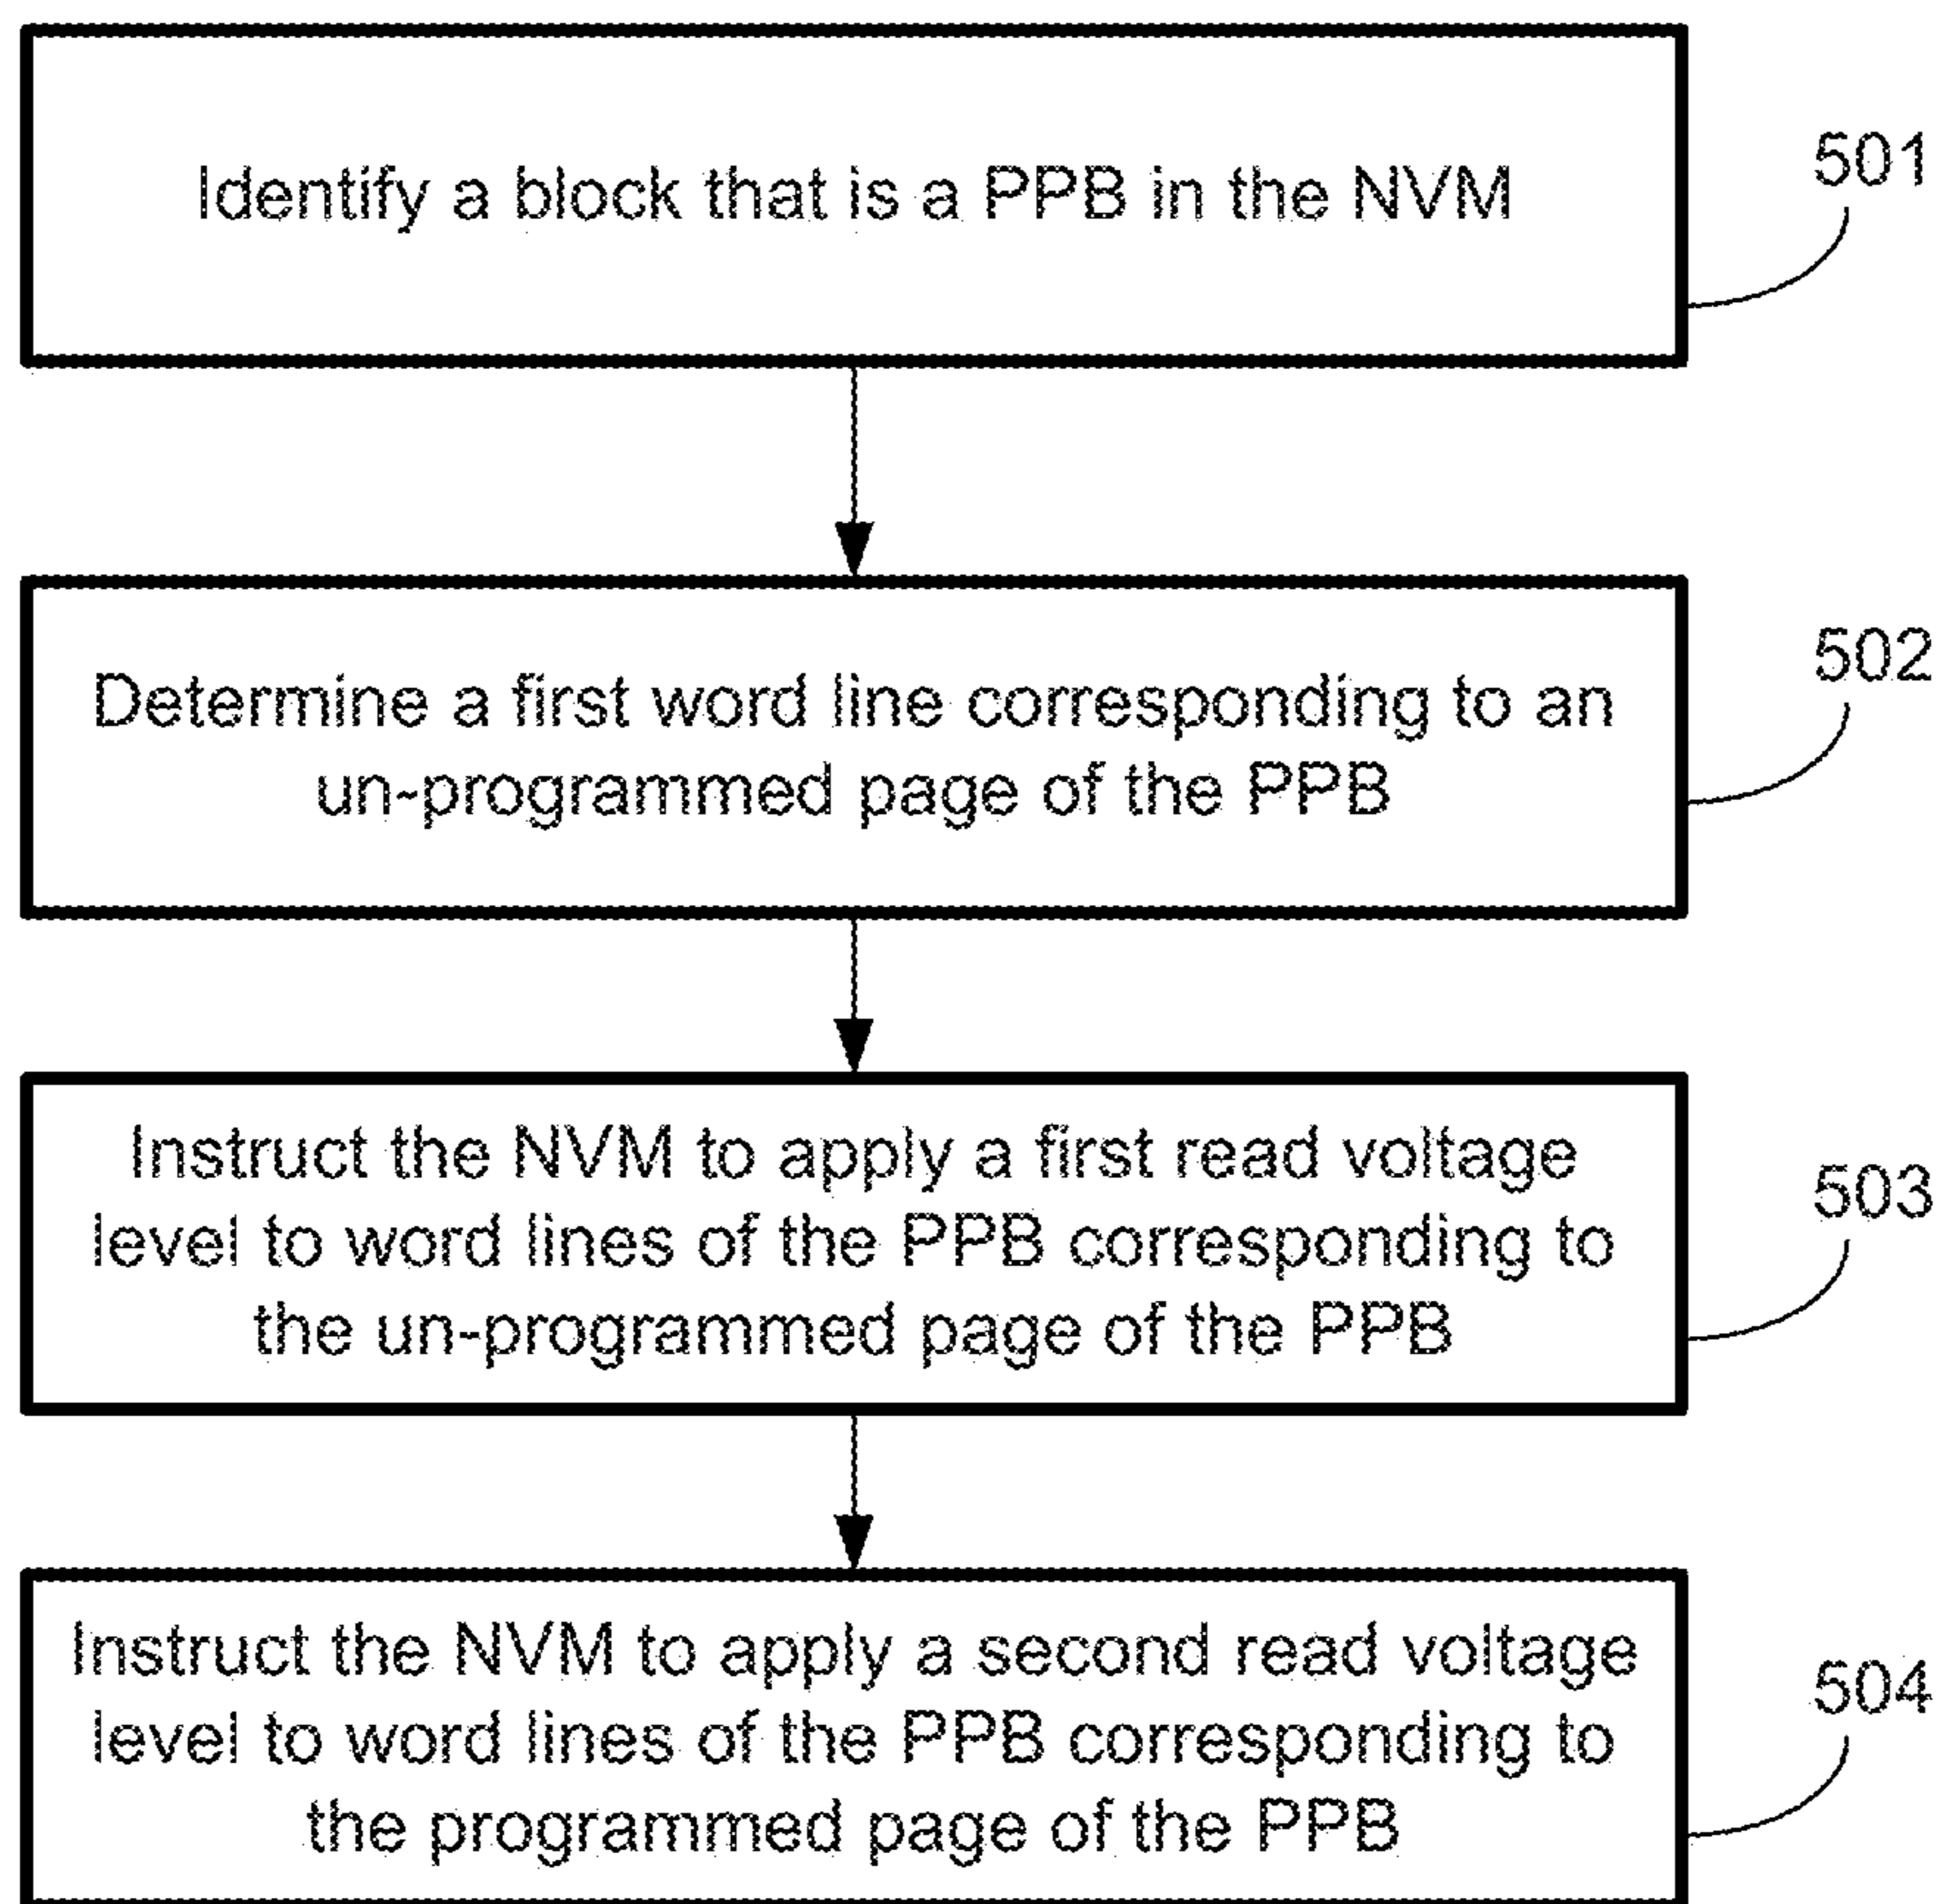 Identify a block that is a PPB in the NVM
501
Determine a first word line corresponding to an
un-programmed page of the PPB
502
Instruct the NVM to apply a first read voltage
level to word lines of the PPB corresponding to
the un-programmed page of the PPB
503
Instruct the NVM to apply a second read voltage
level to word lines of the PPB corresponding to
the programmed page of the PPB
504